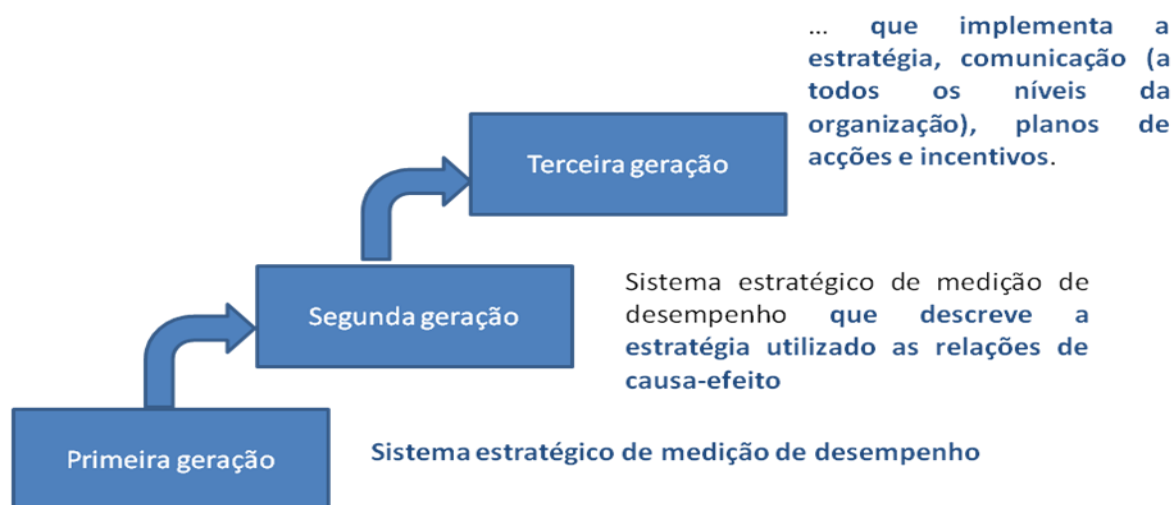 ... que implementa a
estratégia, comunicação (a
todos os níveis da
organização), planos de
acções e incentivos.
Terceira geração
Segunda geração
Sistema estratégico de medição de
desempenho que descreve a
estratégia utilizado as relações de
causa-efeito
Primeira geração
Sistema estratégico de medição de desempenho